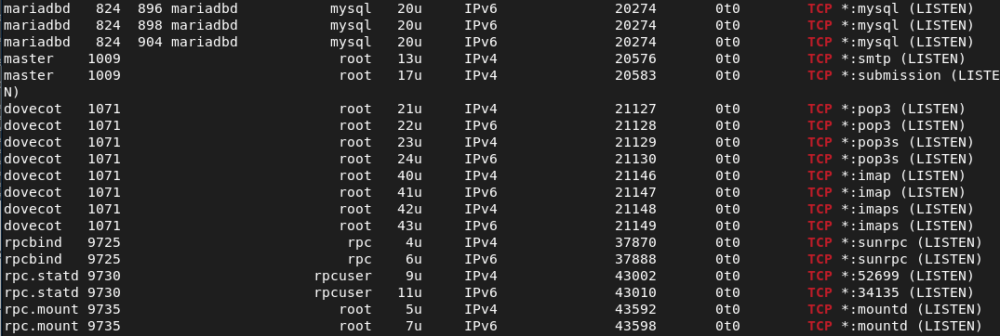 mariadbd 824 896 mariadbd mysql 20u IPv6 20274 0t0 TCP *:mysql (LISTEN)
mariadbd 824 898 mariadbd mysql 20u IPv6 20274 0t0 TCP *:mysql (LISTEN)
mariadbd 824 904 mariadbd mysql 20u IPv6 20274 0t0 TCP *:mysql (LISTEN)
master 1009 root 13u IPv4 20576 0t0 TCP *:smtp (LISTEN)
master 1009 root 17u IPv4 20583 0t0 TCP *:submission (LISTE
N)
dovecot 1071 root 21u IPv4 21127 0t0 TCP *:pop3 (LISTEN)
dovecot 1071 root 22u IPv6 21128 0t0 TCP *:pop3 (LISTEN)
dovecot 1071 root 23u IPv4 21129 0t0 TCP *:pop3s (LISTEN)
dovecot 1071 root 24u IPv6 21130 0t0 TCP *:pop3s (LISTEN)
dovecot 1071 root 40u IPv4 21146 0t0 TCP *:imap (LISTEN)
dovecot 1071 root 41u IPv6 21147 0t0 TCP *:imap (LISTEN)
dovecot 1071 root 42u IPv4 21148 0t0 TCP *:imaps (LISTEN)
dovecot 1071 root 43u IPv6 21149 0t0 TCP *:imaps (LISTEN)
rpcbind 9725 rpc 4u IPv4 37870 0t0 TCP *:sunrpc (LISTEN)
rpcbind 9725 rpc 6u IPv6 37888 0t0 TCP *:sunrpc (LISTEN)
rpc.statd 9730 rpcuser 9u IPv4 43002 0t0 TCP *:52699 (LISTEN)
rpc.statd 9730 rpcuser 11u IPv6 43010 0t0 TCP *:34135 (LISTEN)
rpc.mount 9735 root 5u IPv4 43592 0t0 TCP *:mountd (LISTEN)
rpc.mount 9735 root 7u IPv6 43598 0t0 TCP *:mountd (LISTEN)